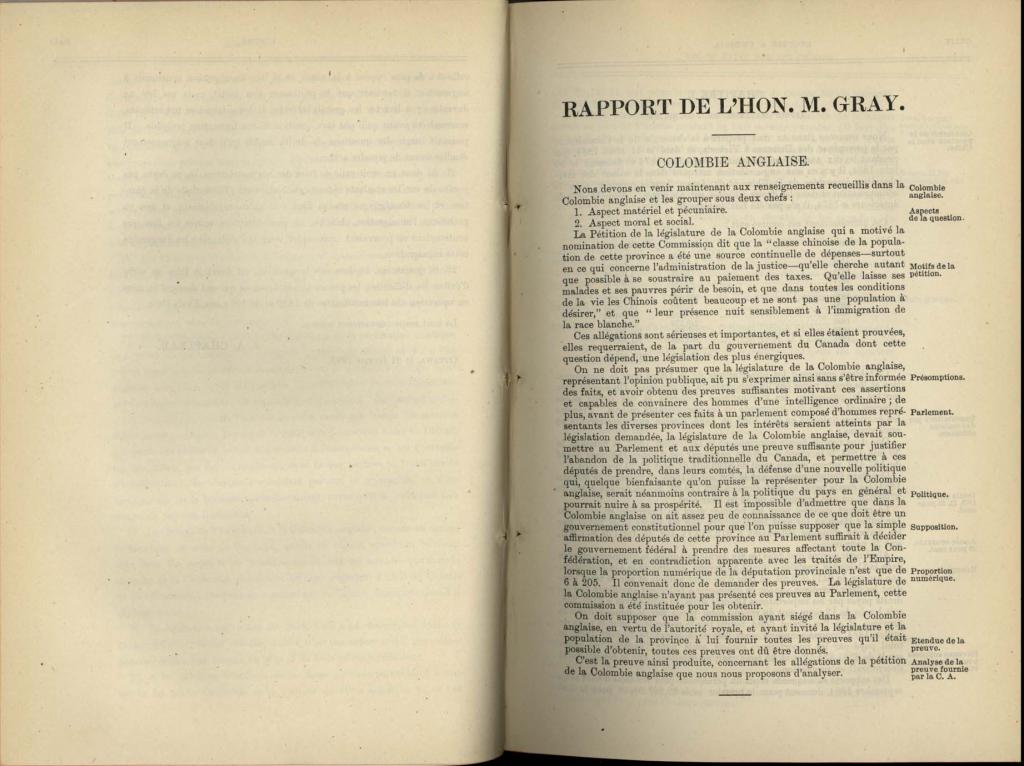 RAPPORT DE L'HON. M. GRAY.
COLOMBIE ANGLAISE.
Nons devons en venir maintenant aux renseignements recueillis dans la
Colombie anglaise et les grouper sous deux chefs :
Colombie
anglaise.
1. Aspect matériel et pécuniaire.
2. Aspect moral et social.
Aspects
de la question.
La Pétition de la législature de la Colombie anglaise qui a motivé la
nomination de cette Commission dit que la "classe chinoise de la popula-
tion de cette province a été une source continuelle de dépenses—surtout
en ce qui concerne l'administration de la justice—qu'elle cherche autant
que possible à se soustraire au paiement des taxes. Qu'elle laisse ses
Motifs de la
pétition.
malades et ses pauvres périr de besoin, et que dans toutes les conditions
de la vie les Chinois coûtent beaucoup et ne sont pas une population à
désirer," et que " leur présence nuit sensiblement à l'immigration de
la race blanche."
Ces allégations sont sérieuses et importantes, et si elles étaient prouvées,
elles requerraient, de la part du gouvernement du Canada dont cette
question dépend, une législation des plus énergiques.
On ne doit pas présumer que la législature de la Colombie anglaise,
représentant l'opinion publique, ait pu s'exprimer ainsi sans s'être informée
Présomptions.
des faits, et avoir obtenu des preuves suffisantes motivant ces assertions
et capables de convaincre des hommes d'une intelligence ordinaire ; de
plus, avant de présenter ces faits à un parlement composé d'hommes repré-
Parlement.
sentants les diverses provinces dont les intérêts seraient atteints par la
législation demandée, la législature de la Colombie anglaise, devait sou-
mettre au Parlement et aux députés une preuve suffisante pour justifier
l'abandon de la politique traditionnelle du Canada, et permettre à ces
députés de prendre, dans leurs comtés, la défense d'une nouvelle politique
qui, quelque bienfaisante qu'on puisse la représenter pour la Colombie
anglaise, serait néanmoins contraire à la politique du pays en général et
Politique.
pourrait nuire à sa prospérité. Il est impossible d'admettre que dans la
Colombie anglaise on ait assez peu de connaissance de ce que doit être un
gouvernement constitutionnel pour que l'on puisse supposer que la simple
Supposition.
affirmation des députés de cette province au Parlement suffirait à décider
le gouvernement fédéral à prendre des mesures affectant toute la Con-
fédération, et en contradiction apparente avec les traités de l'Empire,
lorsque la proportion numérique de la députation provinciale n'est que de
6 à 205. Il convenait donc de demander des preuves. La législature de
Proportion
numérique.
la Colombie anglaise n'ayant pas présenté ces preuves au Parlement, cette
commission a été instituée pour les obtenir.
On doit supposer que la commission ayant siégé dans la Colombie
anglaise, en vertu de l'autorité royale, et ayant invité la législature et la
population de la province à lui fournir toutes les preuves qu'il était
possible d'obtenir, toutes ces preuves ont dû être donnés.
Etendue de la
preuve.
C'est la preuve ainsi produite, concernant les allégations de la pétition
de la Colombie anglaise que nous nous proposons d'analyser.
Analyse de la
preuve fournie
par la C. A.